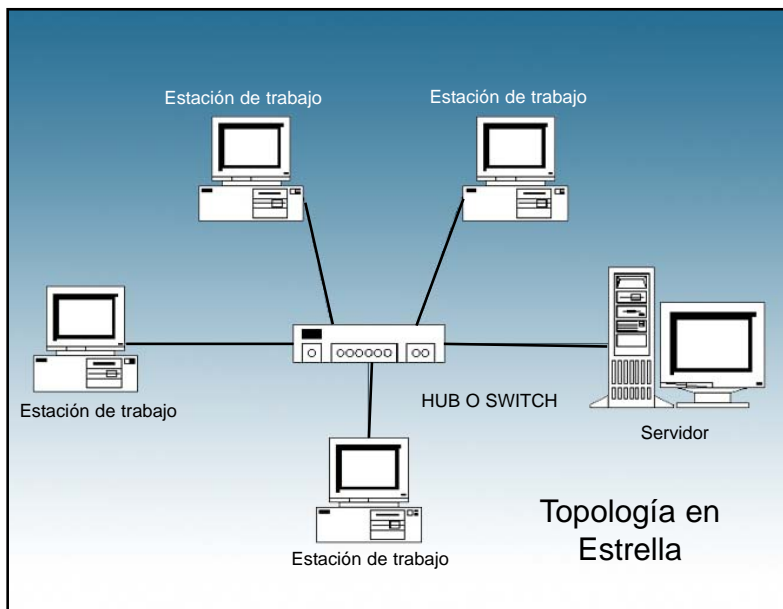 Estación de trabajo
Estación de trabajo
Estación de trabajo
HUB O SWITCH
Servidor
Estación de trabajo
Topología en
Estrella